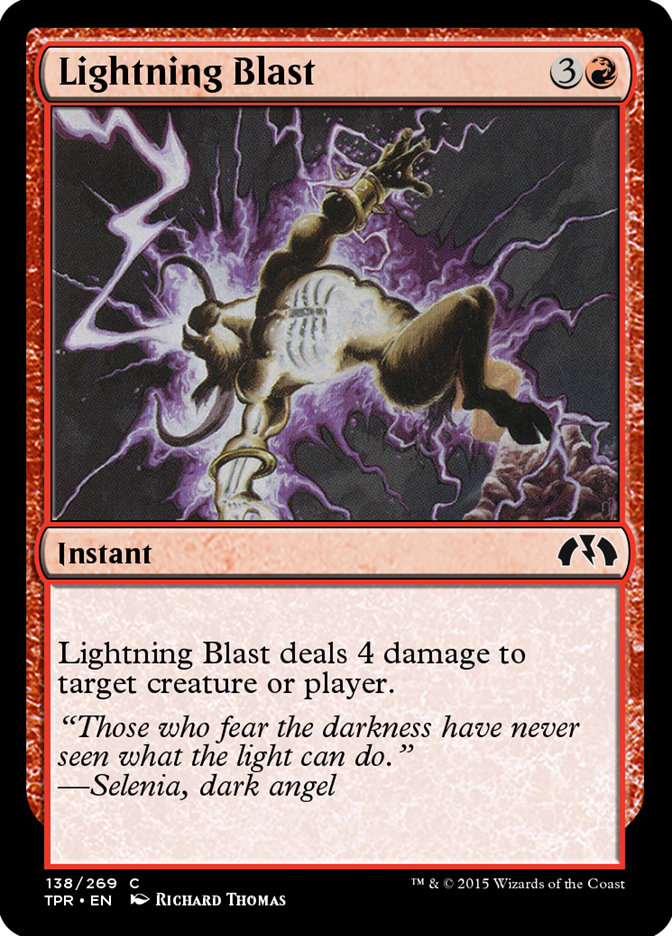 Lightning Blast 3
Instant
Lightning Blast deals 4 damage to
target creature or player.
“Those who fear the darkness have never
seen what the light can do.”
—Selenia, dark angel
138/269 C
TPR • EN Richard Thomas
™ & © 2015 Wizards of the Coast